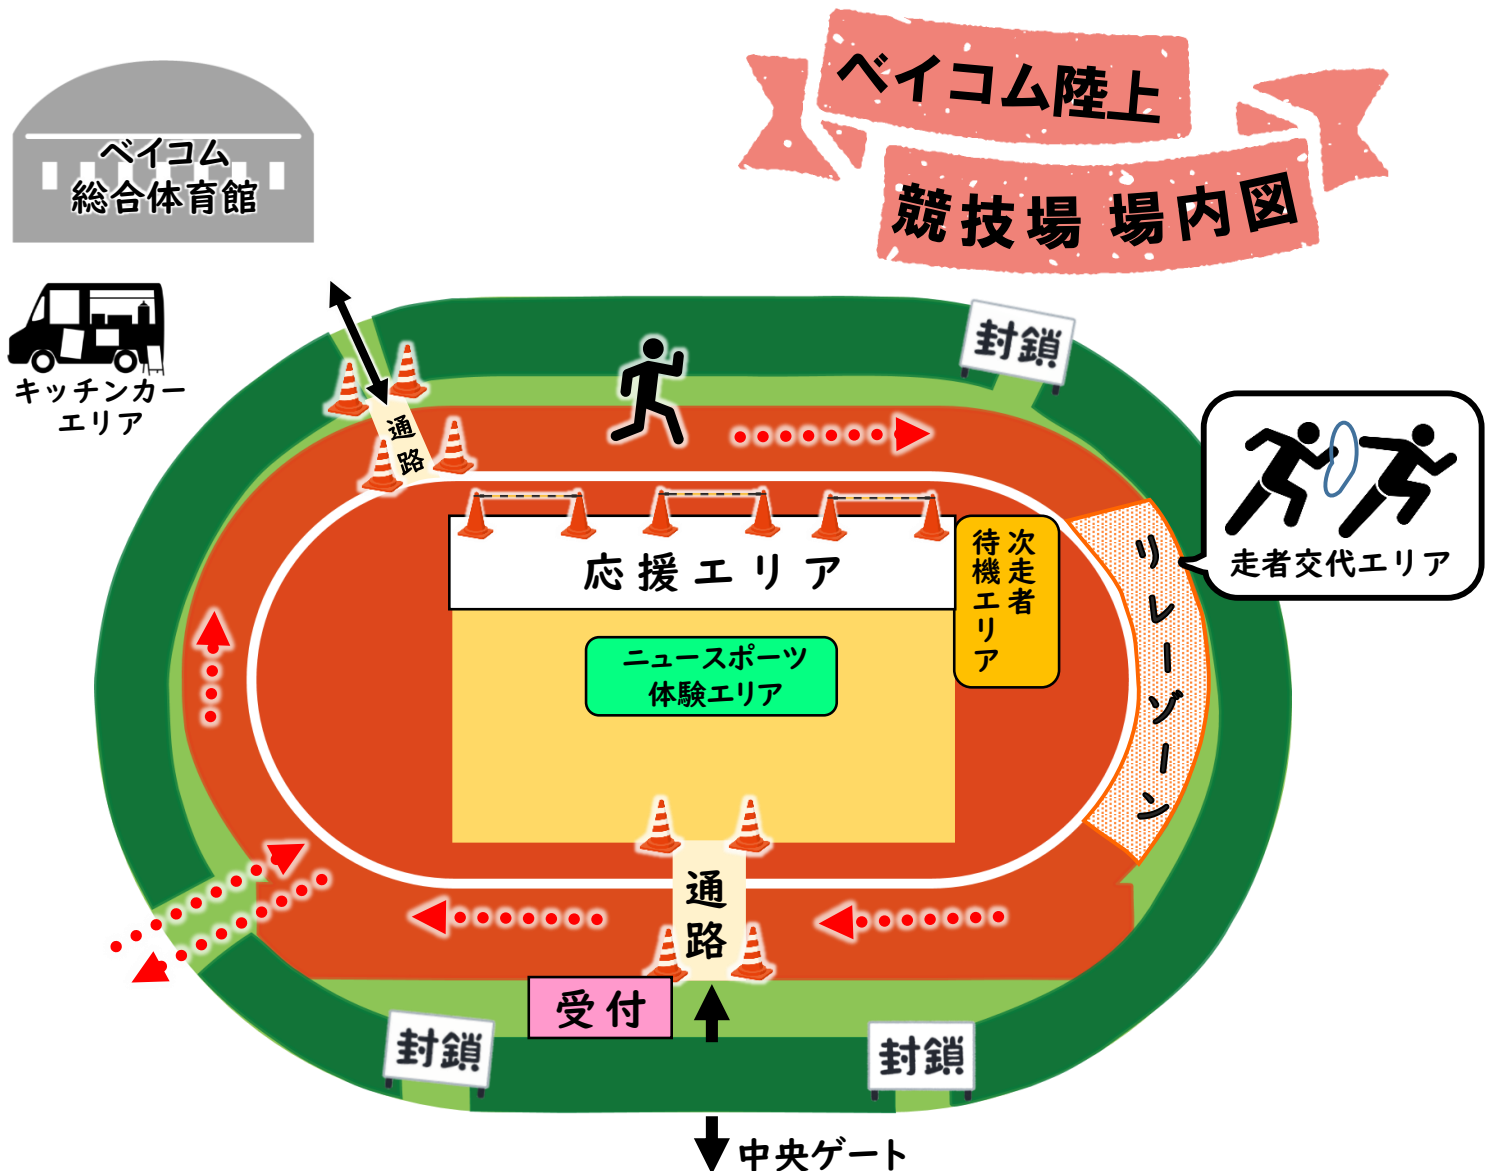 ベイコム陸上
競技場 場内図
ベイコム
総合体育館
キッチンカー
エリア
封鎖
通路
走者交代エリア
応援エリア
次走者
待機エリア
リレーゾーン
ニュースポーツ
体験エリア
通路
受付
封鎖
封鎖
中央ゲート